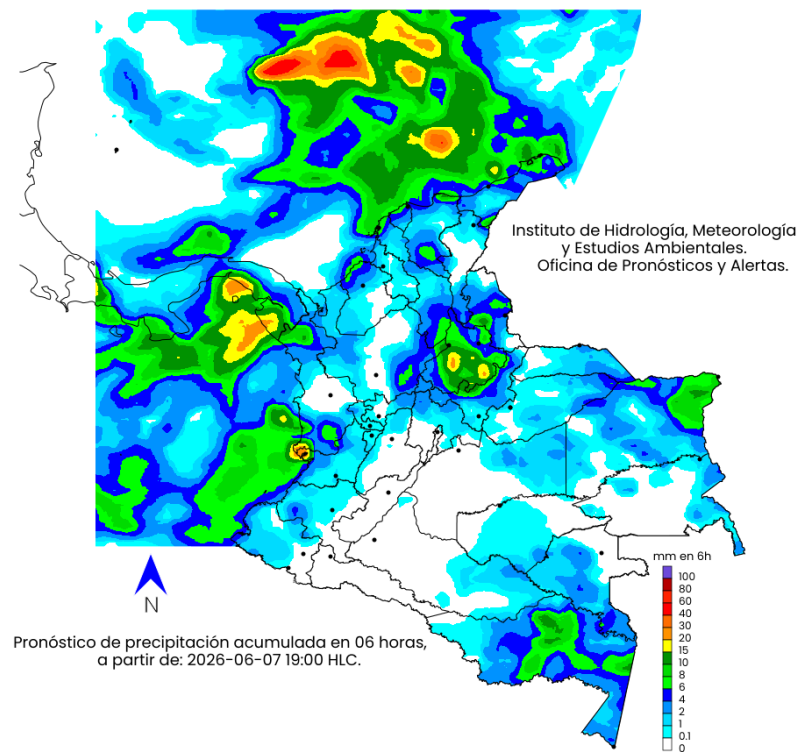 Instituto de Hidrología, Meteorología
y Estudios Ambientales.
Oficina de Pronósticos y Alertas.
mm en 6h
100
80
60
40
30
20
15
10
8
6
4
2
1
0.1
0
N
Pronóstico de precipitación acumulada en 06 horas,
a partir de: 2026-06-07 19:00 HLC.